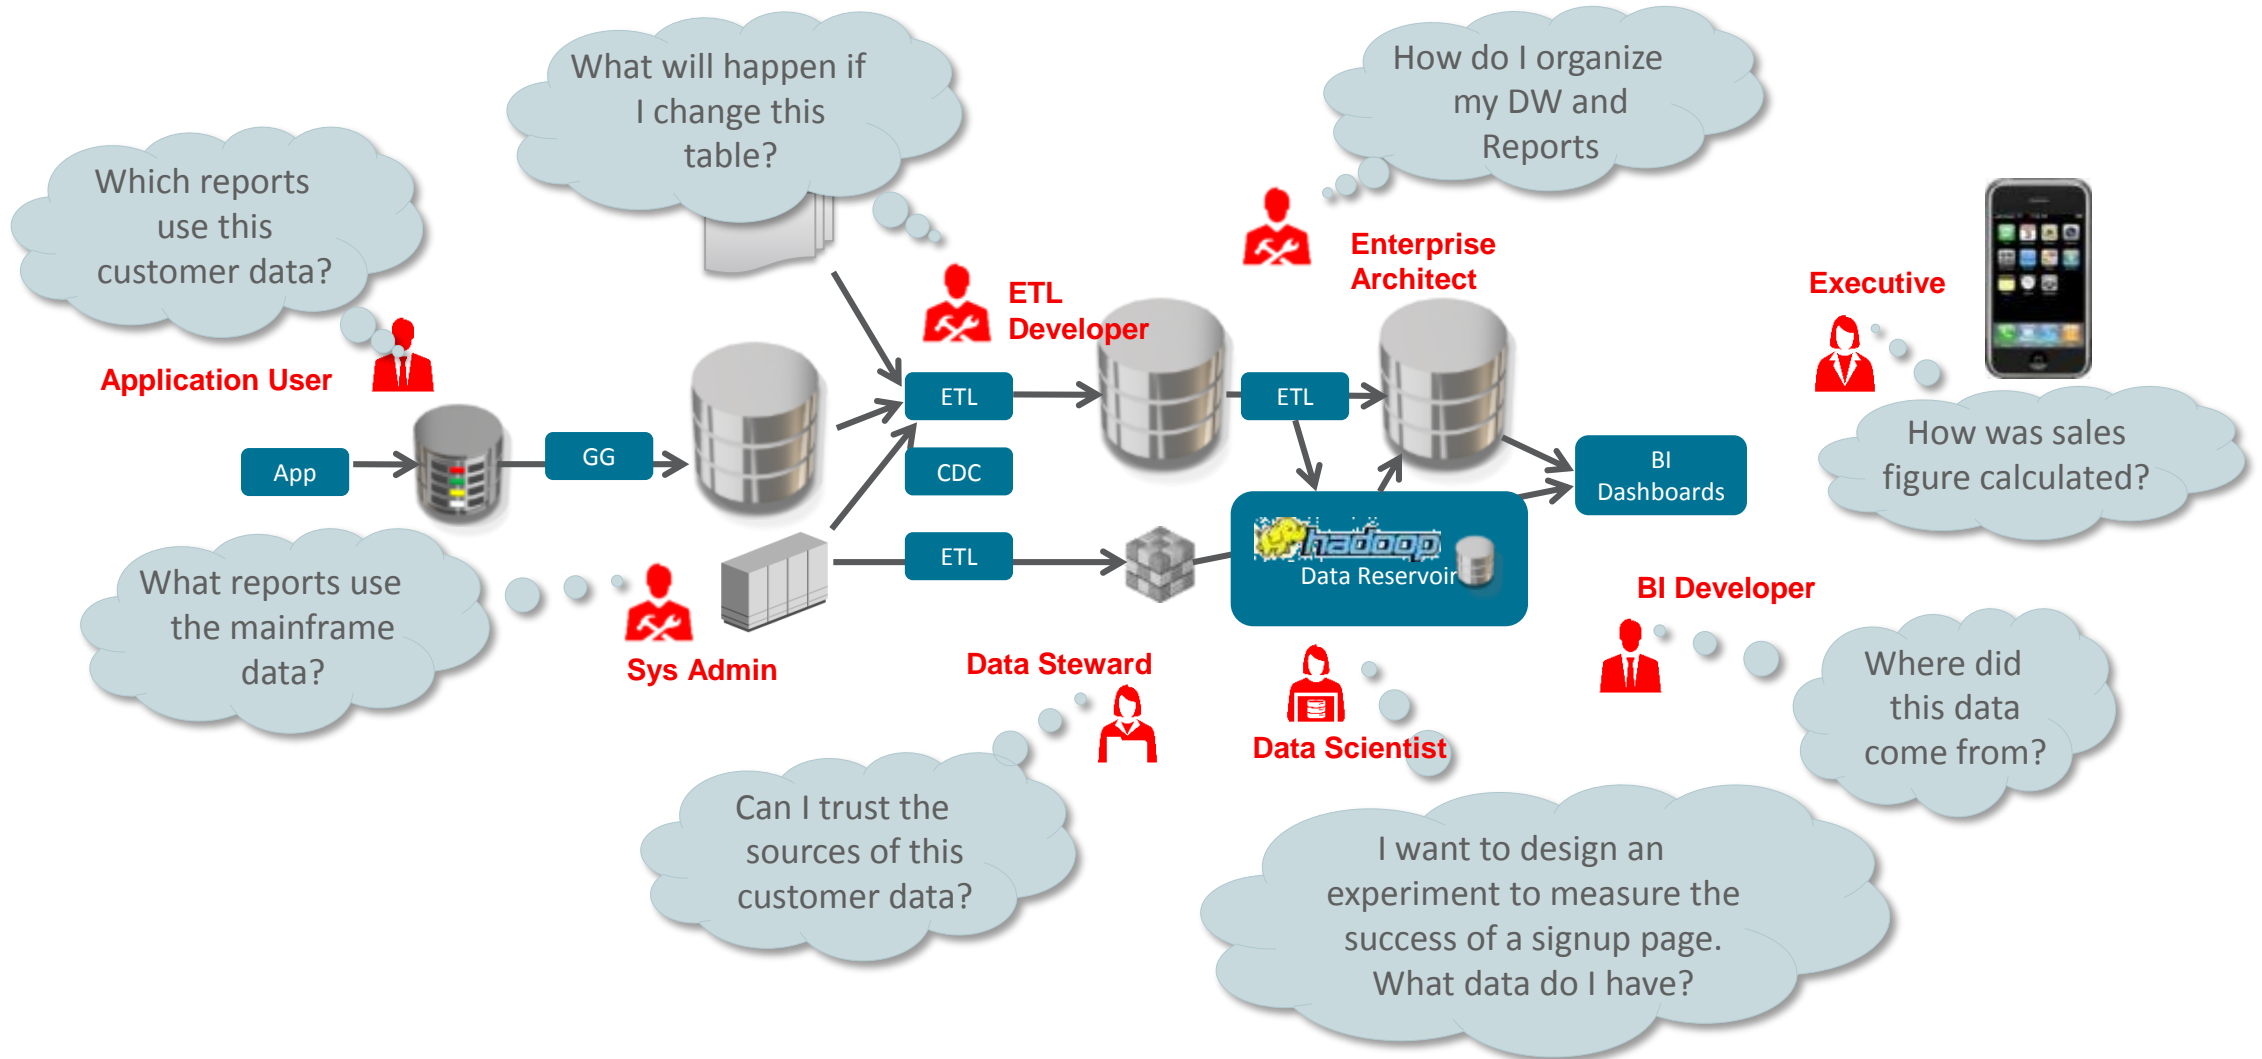 What will happen if
I change this
table?
How do I organize
my DW and
Reports
Which reports
use this
customer data?
Enterprise
Architect
ETL
Developer
Executive
Application User
ETL
ETL
How was sales
figure calculated?
App
GG
CDC
BI
Dashboards
ETL
hadoop
Data Reservoir
What reports use
the mainframe
data?
Sys Admin
BI Developer
Data Steward
Data Scientist
Where did
this data
come from?
Can I trust the
sources of this
customer data?
I want to design an
experiment to measure the
success of a signup page.
What data do I have?